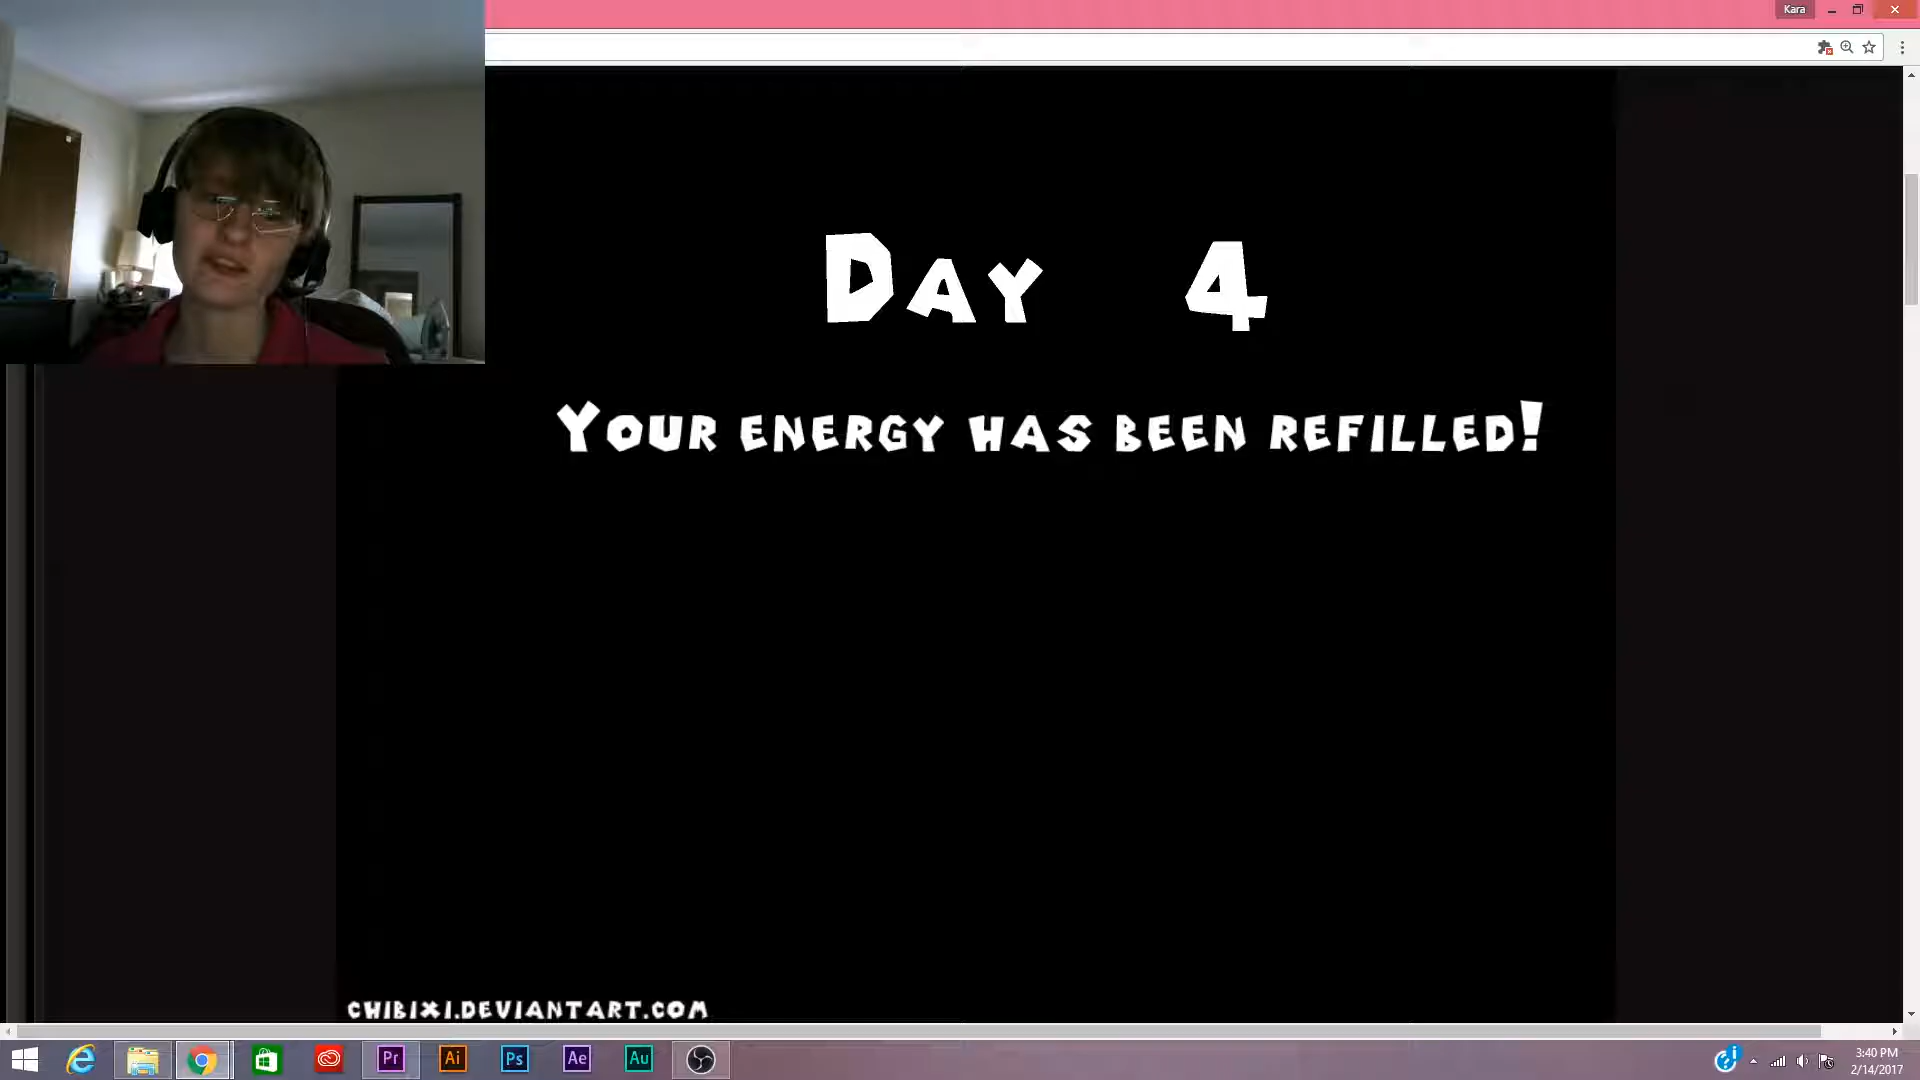 Kara
DAY 4
YOUR ENERGY HAS BEEN REFILLED!
CHIBIXI.DEVIANTART.COM
Pr Ai Ps Ae Au
3:40 PM
2/14/2017